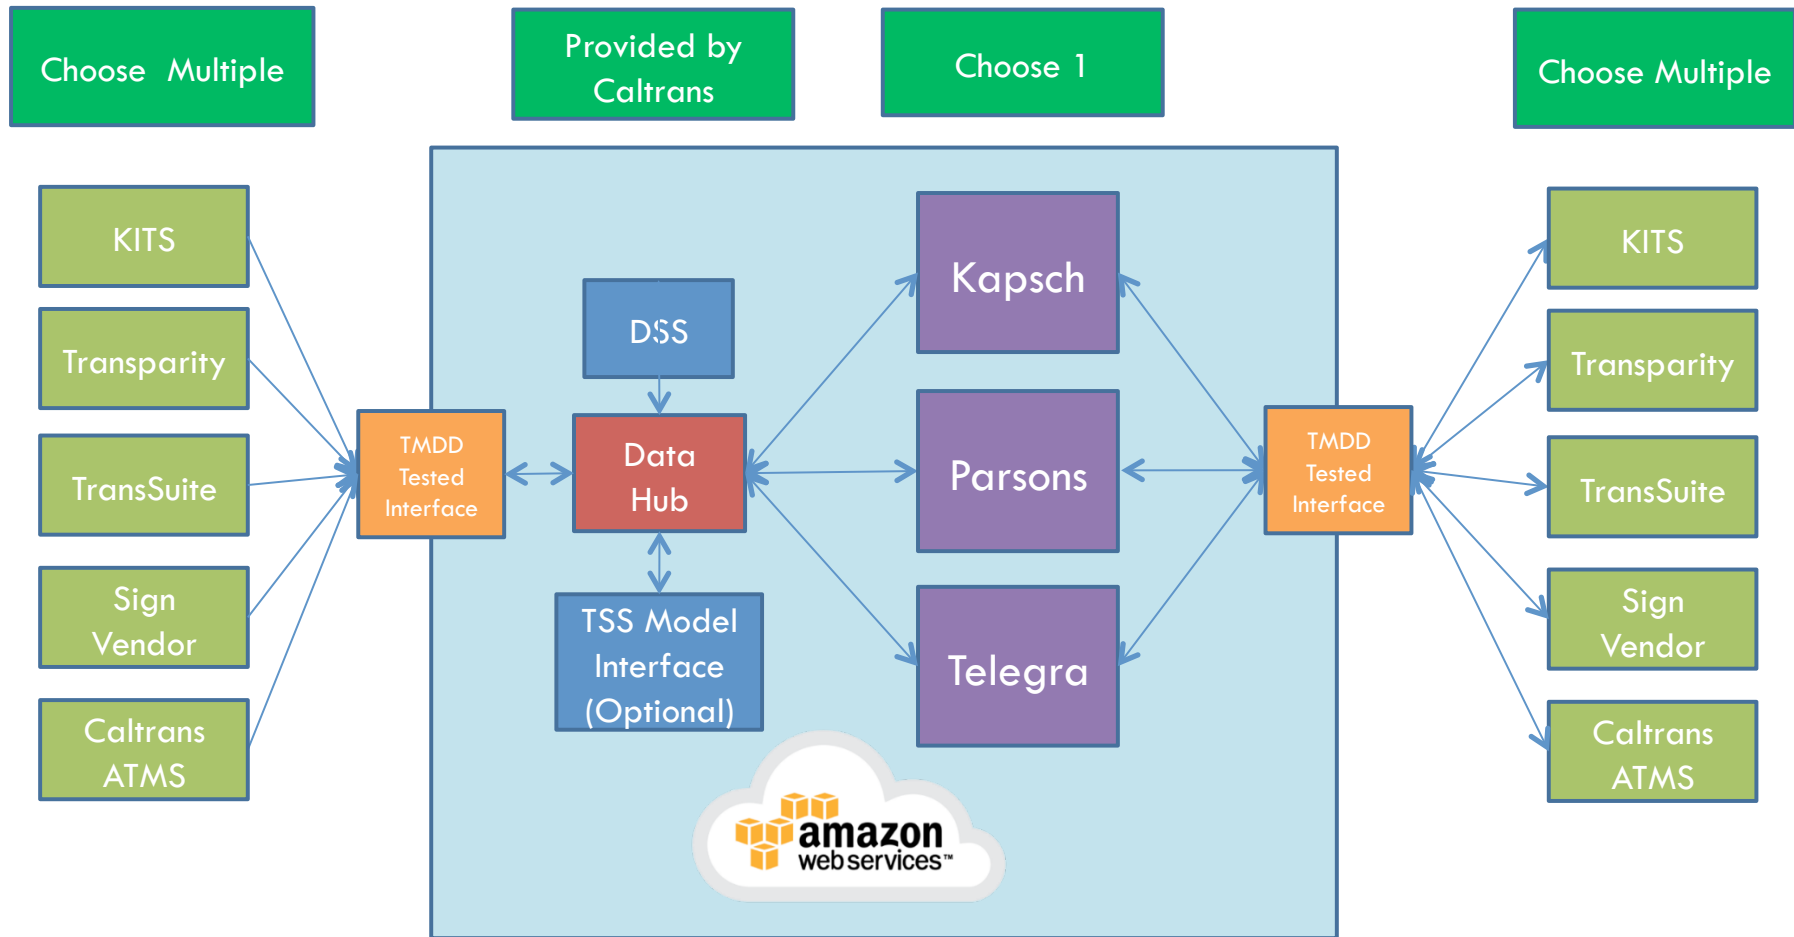 Choose Multiple
Provided by
Caltrans
Choose 1
Choose Multiple
KITS
Transparity
TransSuite
Sign
Vendor
Caltrans
ATMS
TMDD
Tested
Interface
DSS
Data
Hub
TSS Model
Interface
(Optional)
Kapsch
Parsons
Telegra
amazon
web services™
TMDD
Tested
Interface
KITS
Transparity
TransSuite
Sign
Vendor
Caltrans
ATMS